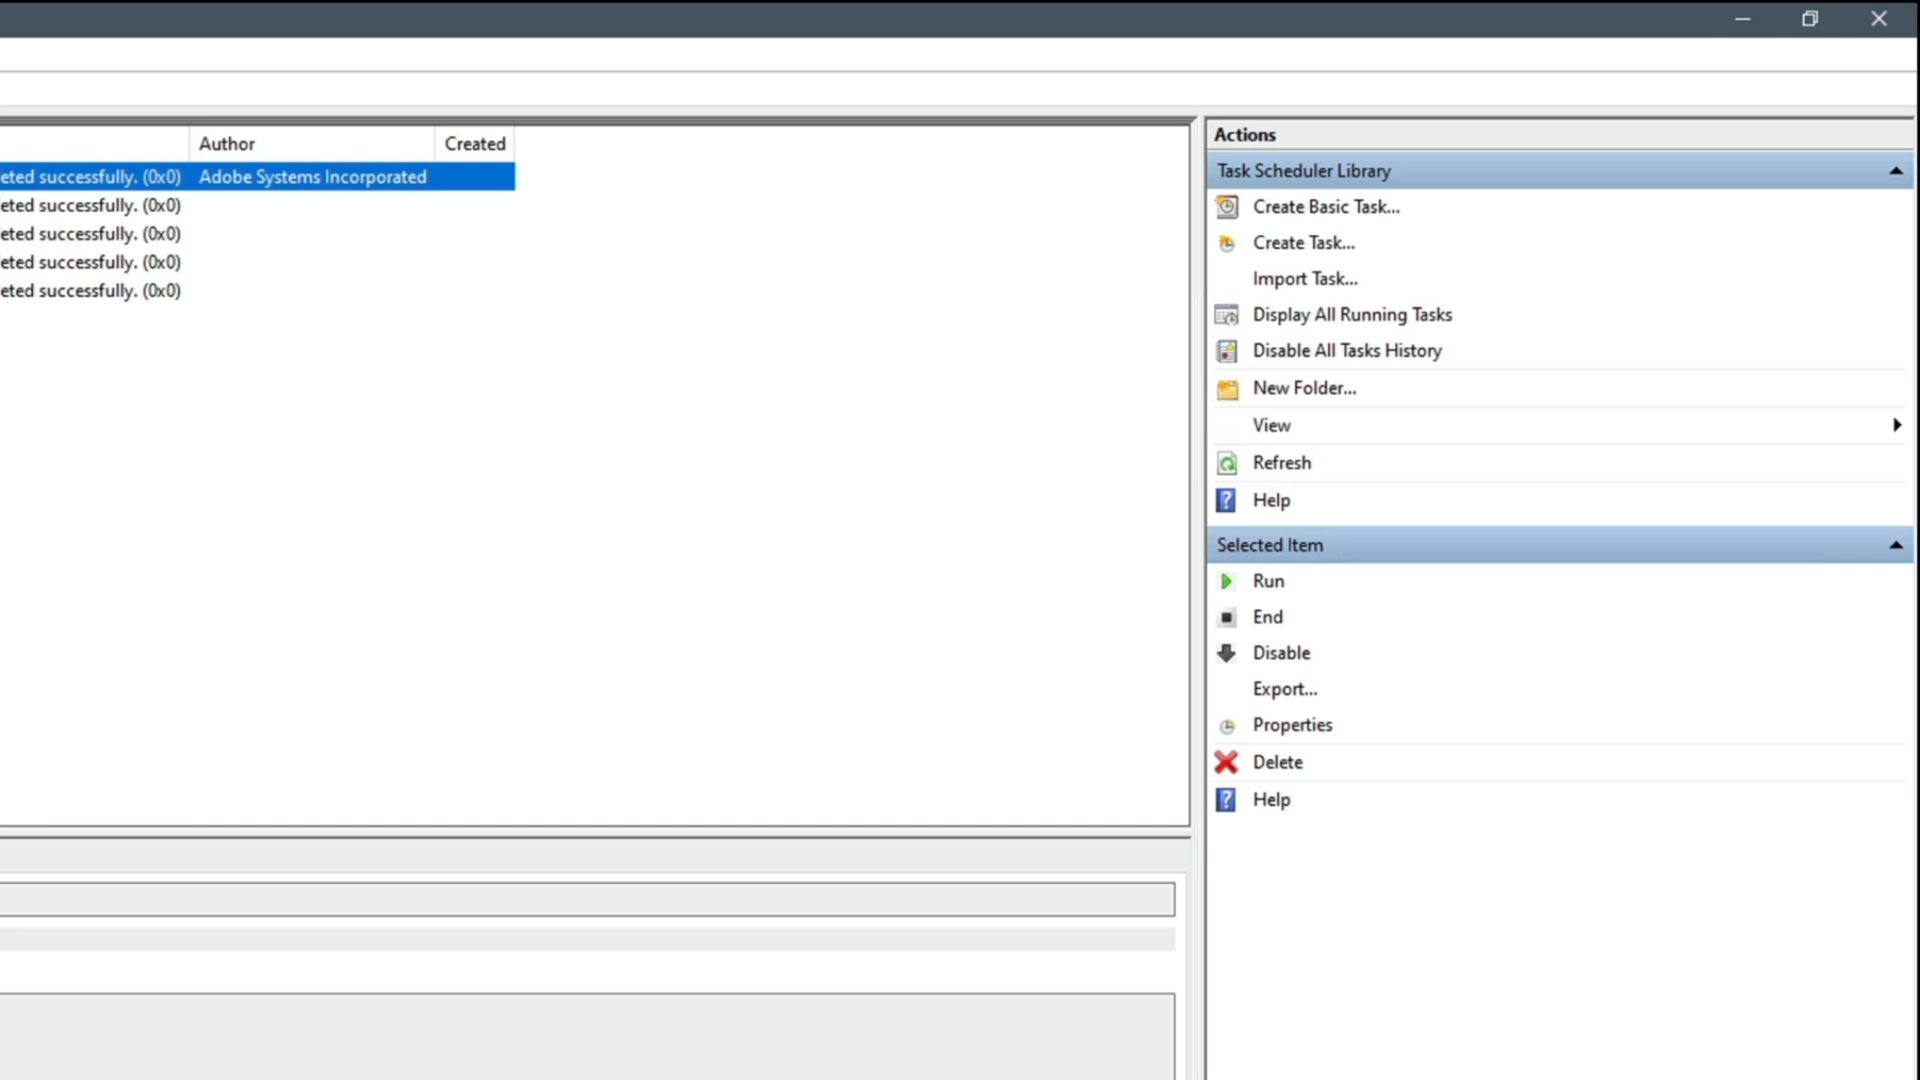 Author Created
eted successfully. (0x0) Adobe Systems Incorporated
eted successfully. (0x0)
eted successfully. (0x0)
eted successfully. (0x0)
eted successfully. (0x0)
Actions
Task Scheduler Library
Create Basic Task...
Create Task...
Import Task...
Display All Running Tasks
Disable All Tasks History
New Folder...
View
Refresh
Help
Selected Item
Run
End
Disable
Export...
Properties
Delete
Help